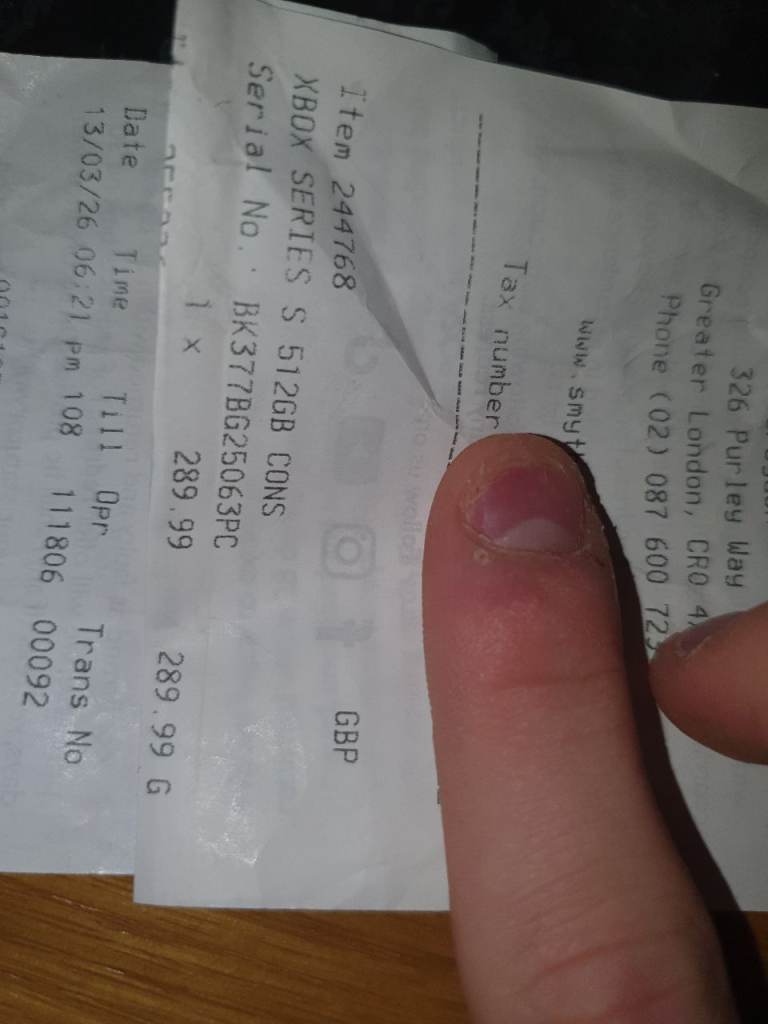 326 Purley Way
Greater London, CR0
Phone (02) 087 600
www.smyt
Tax number
--------------------
GBP
Item 244768
XBOX SERIES S 512GB CONS
Serial No. : BK377BG25063PC
1 x 289.99 289.99 G
Date Time Till Opr Trans No
13/03/26 06:21 pm 108 111806 00092